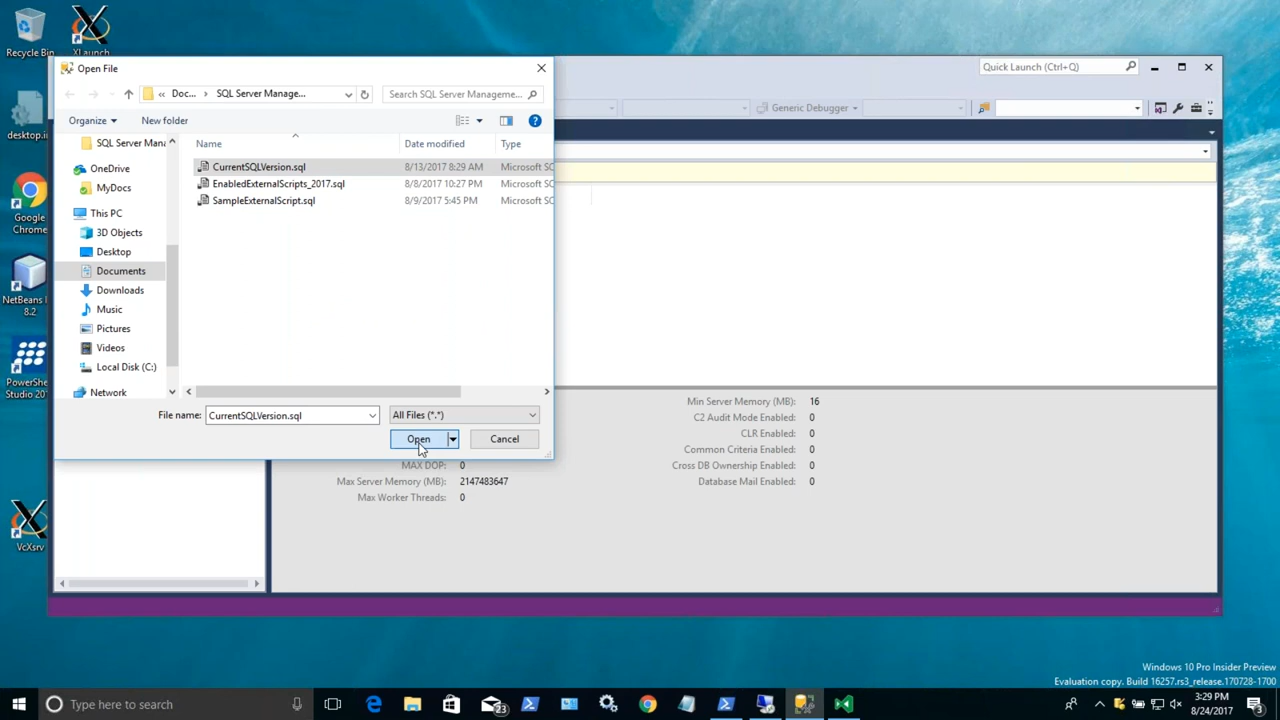 Recycle Bin
XLaunch
desktop.in
Google
Chrome
NetBeans I
8.2
PowerShe
Studio 20
VcXsrv
Open File
Quick Launch (Ctrl+Q)
« Doc... > SQL Server Manage...
Search SQL Server Manageme...
Generic Debugger
Organize
New folder
SQL Server Mana
OneDrive
MyDocs
This PC
3D Objects
Desktop
Documents
Downloads
Music
Pictures
Videos
Local Disk (C:)
Network
Name Date modified Type
CurrentSQLVersion.sql 8/13/2017 8:29 AM Microsoft SC
EnabledExternalScripts_2017.sql 8/8/2017 10:27 PM Microsoft SC
SampleExternalScript.sql 8/9/2017 5:45 PM Microsoft SC
File name: CurrentSQLVersion.sql All Files (*.*)
Open Cancel
MAX DOP: 0
Max Server Memory (MB): 2147483647
Max Worker Threads: 0
Min Server Memory (MB): 16
C2 Audit Mode Enabled: 0
CLR Enabled: 0
Common Criteria Enabled: 0
Cross DB Ownership Enabled: 0
Database Mail Enabled: 0
Windows 10 Pro Insider Preview
Evaluation copy. Build 16257.rs3_release.170728-1700
Type here to search
23
3:29 PM
8/24/2017
3